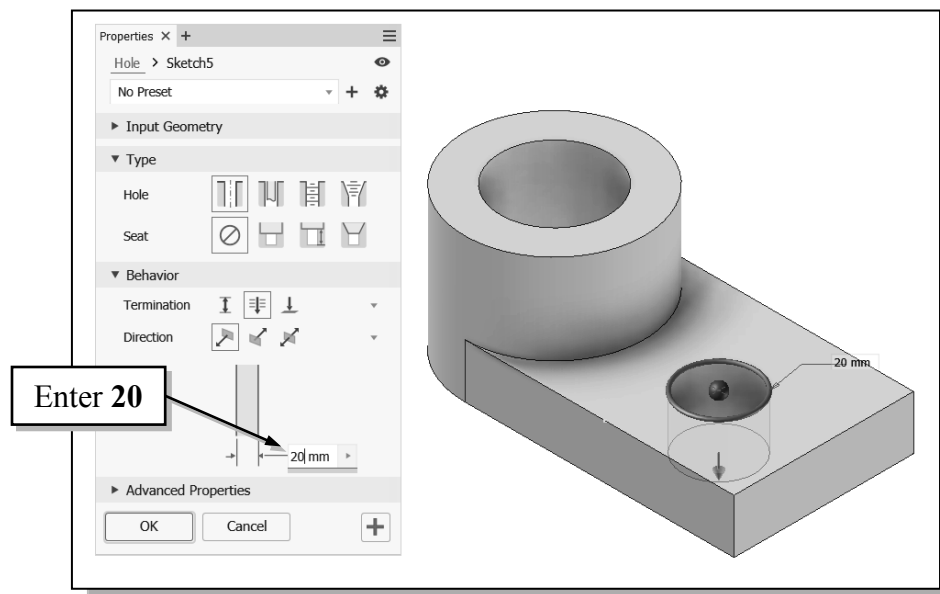 Properties × +
Hole > Sketch5
No Preset
Input Geometry
Type
Hole
Seat
Behavior
Termination
Direction
Enter 20
20 mm
Advanced Properties
OK Cancel
20 mm